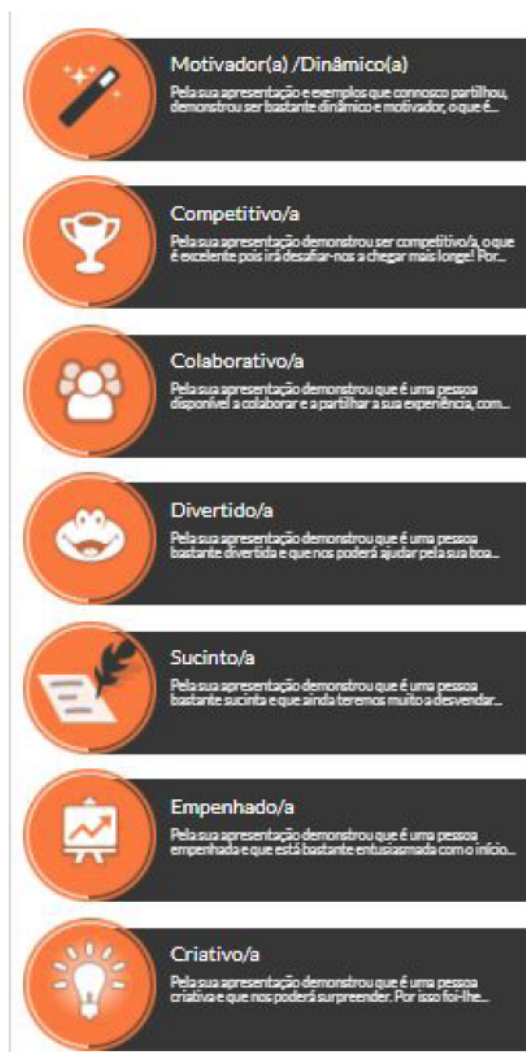 Motivador(a) /Dinâmico(a)
Pela sua apresentação e exemplos que connosco partilhou,
demonstrou ser bastante dinâmico e motivador, o que é...
Competitivo/a
Pela sua apresentação demonstrou ser competitivo/a, o que
é excelente pois irá desafiar-nos a chegar mais longe! Por...
Colaborativo/a
Pela sua apresentação demonstrou que é uma pessoa
disponível a colaborar e a partilhar a sua experiência, com...
Divertido/a
Pela sua apresentação demonstrou que é uma pessoa
bastante divertida e que nos poderá ajudar pela sua boa...
Sucinto/a
Pela sua apresentação demonstrou que é uma pessoa
bastante sucinta e que ainda teremos muito a desvendar...
Empenhado/a
Pela sua apresentação demonstrou que é uma pessoa
empenhada e que está bastante entusiasmada com o início...
Criativo/a
Pela sua apresentação demonstrou que é uma pessoa
criativa e que nos poderá surpreender. Por isso foi-lhe...